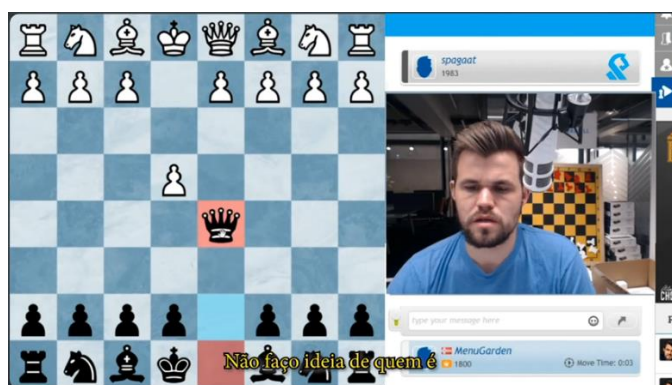 spagaat
1983
type your message here
MenuGarden
1800
Move Time: 0:03
Não faço ideia de quem é